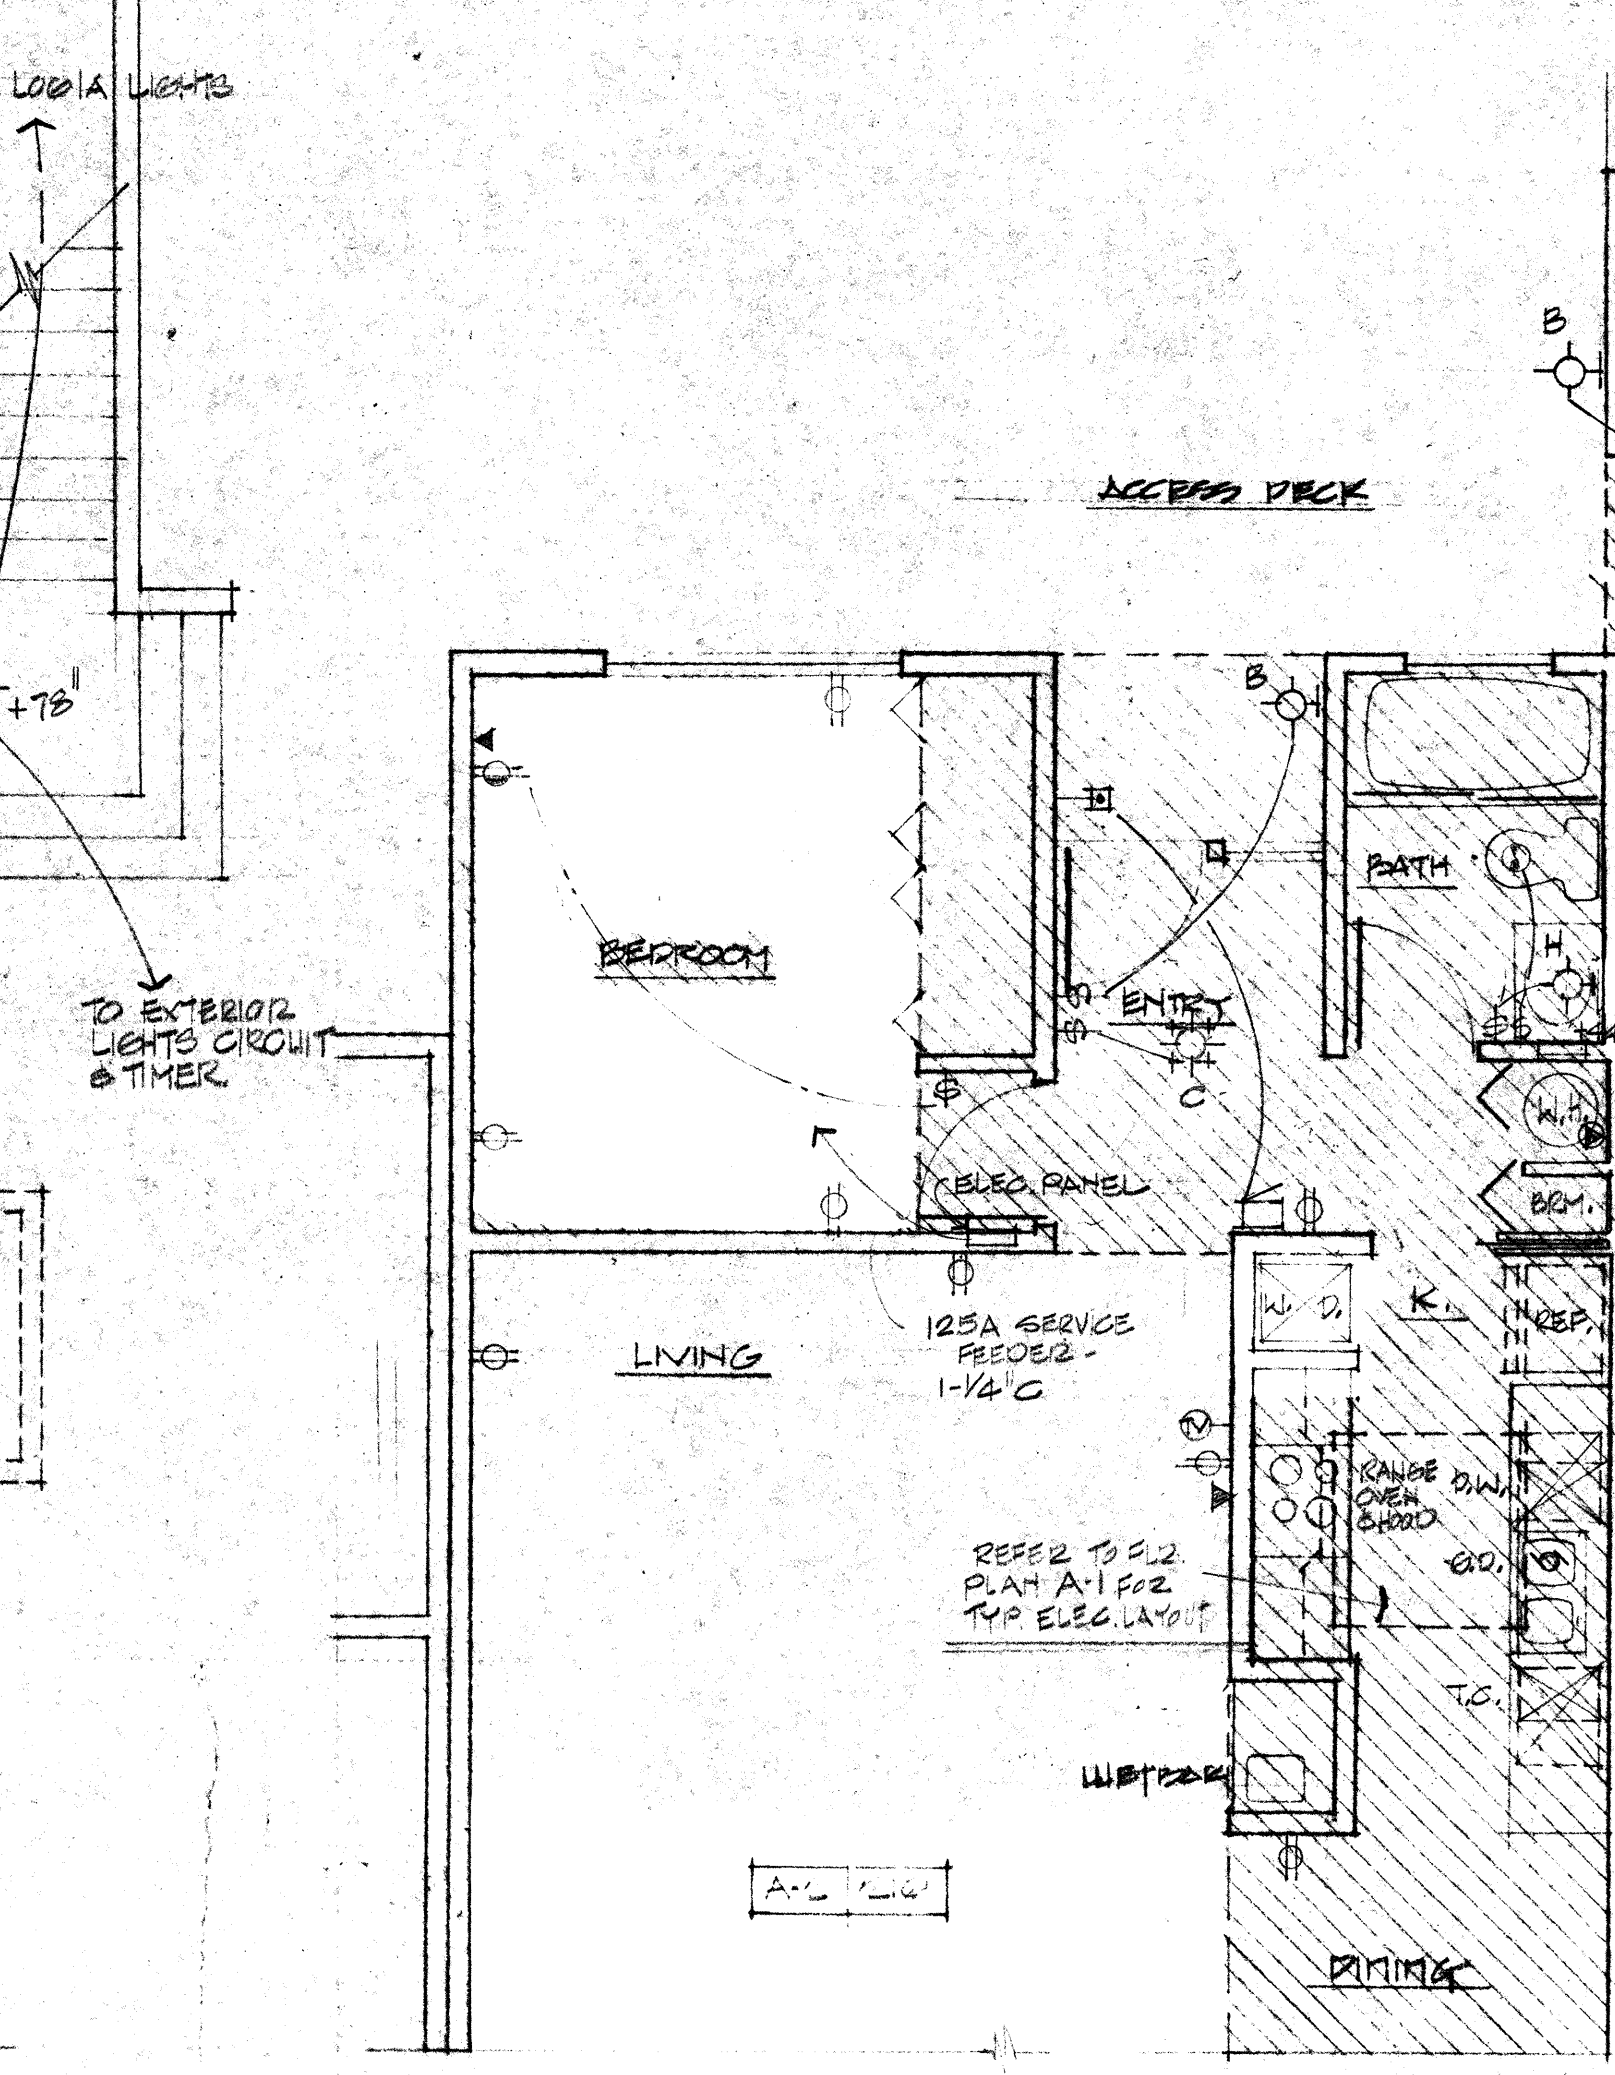 LOGIA LIGHTS
B
ACCESS DECK
+78"
B
BATH
BEDROOM
H
TO EXTERIOR
LIGHTS CIRCUIT
& TIMER.
S
ENTRY
S
$$
C
$
W.H.
ELEC. PANEL
BRM.
W. D.
K.
REF.
125A SERVICE
FEEDER -
1-1/4" C
LIVING
TV
RANGE
OVEN
& HOOD
D.W.
REFER TO FLR.
PLAN A-1 FOR
TYP. ELEC. LAYOUT
G.D.
T.C.
WETBAR
A-2
DINING